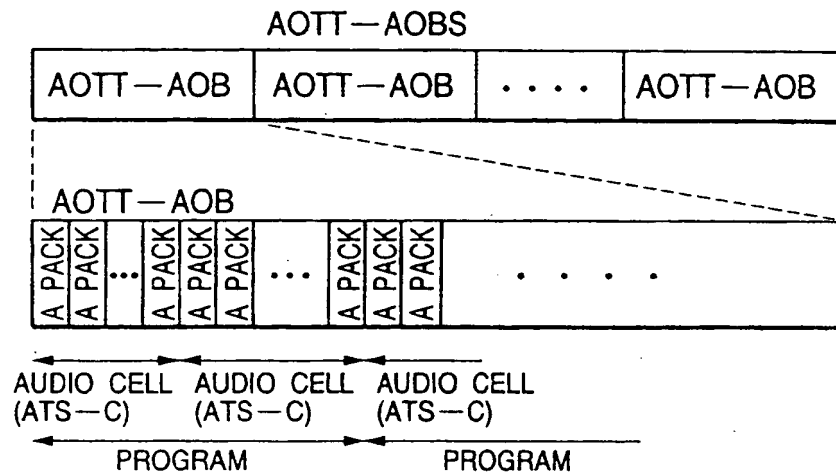 AOTT—AOBS
AOTT—AOB AOTT—AOB · · · · AOTT—AOB
AOTT—AOB
A PACK A PACK ··· A PACK A PACK A PACK ··· A PACK A PACK A PACK · · · ·
AUDIO CELL AUDIO CELL AUDIO CELL
(ATS—C) (ATS—C) (ATS—C)
PROGRAM PROGRAM